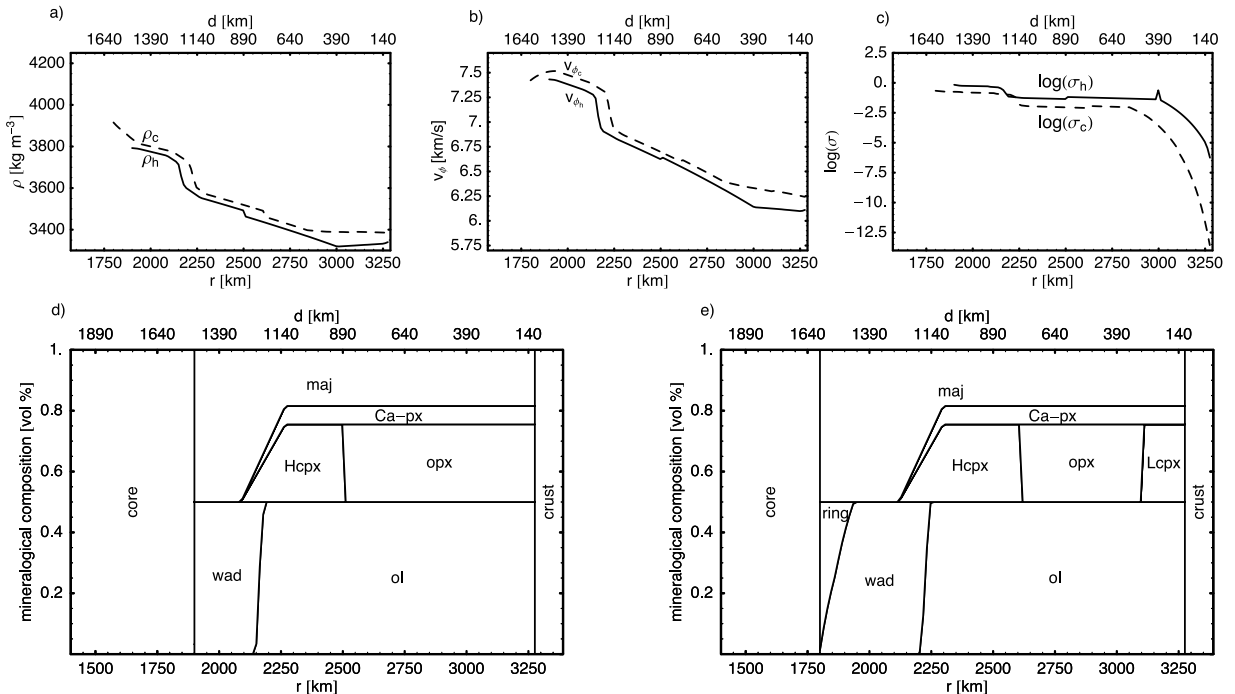 a)
d [km]
1640 1390 1140 890 640 390 140
4200
4000
3800
3600
3400
ρ [kg m⁻³]
ρc
ρh
1750 2000 2250 2500 2750 3000 3250
r [km]
b)
d [km]
1640 1390 1140 890 640 390 140
7.5
7.25
7.
6.75
6.5
6.25
6.
5.75
vϕ [km/s]
vϕc
vϕh
1750 2000 2250 2500 2750 3000 3250
r [km]
c)
d [km]
1640 1390 1140 890 640 390 140
2.5
0.
−2.5
−5.
−7.5
−10.
−12.5
log(σ)
log(σh)
log(σc)
1750 2000 2250 2500 2750 3000 3250
r [km]
d)
d [km]
1890 1640 1390 1140 890 640 390 140
1.
0.8
0.6
0.4
0.2
mineralogical composition [vol %]
maj
Ca−px
Hcpx opx
core
crust
wad
ol
1500 1750 2000 2250 2500 2750 3000 3250
r [km]
e)
d [km]
1890 1640 1390 1140 890 640 390 140
1.
0.8
0.6
0.4
0.2
mineralogical composition [vol %]
maj
Ca−px
Hcpx opx Lcpx
core
crust
ring
wad
ol
1500 1750 2000 2250 2500 2750 3000 3250
r [km]